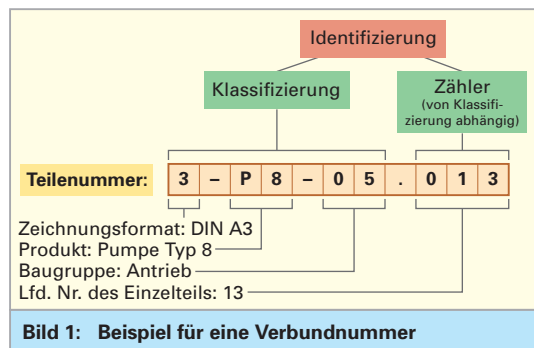 Identifizierung
Klassifizierung
Zähler
(von Klassifi-
zierung abhängig)
Teilenummer: 3 – P 8 – 0 5 . 0 1 3
Zeichnungsformat: DIN A3
Produkt: Pumpe Typ 8
Baugruppe: Antrieb
Lfd. Nr. des Einzelteils: 13
Bild 1: Beispiel für eine Verbundnummer